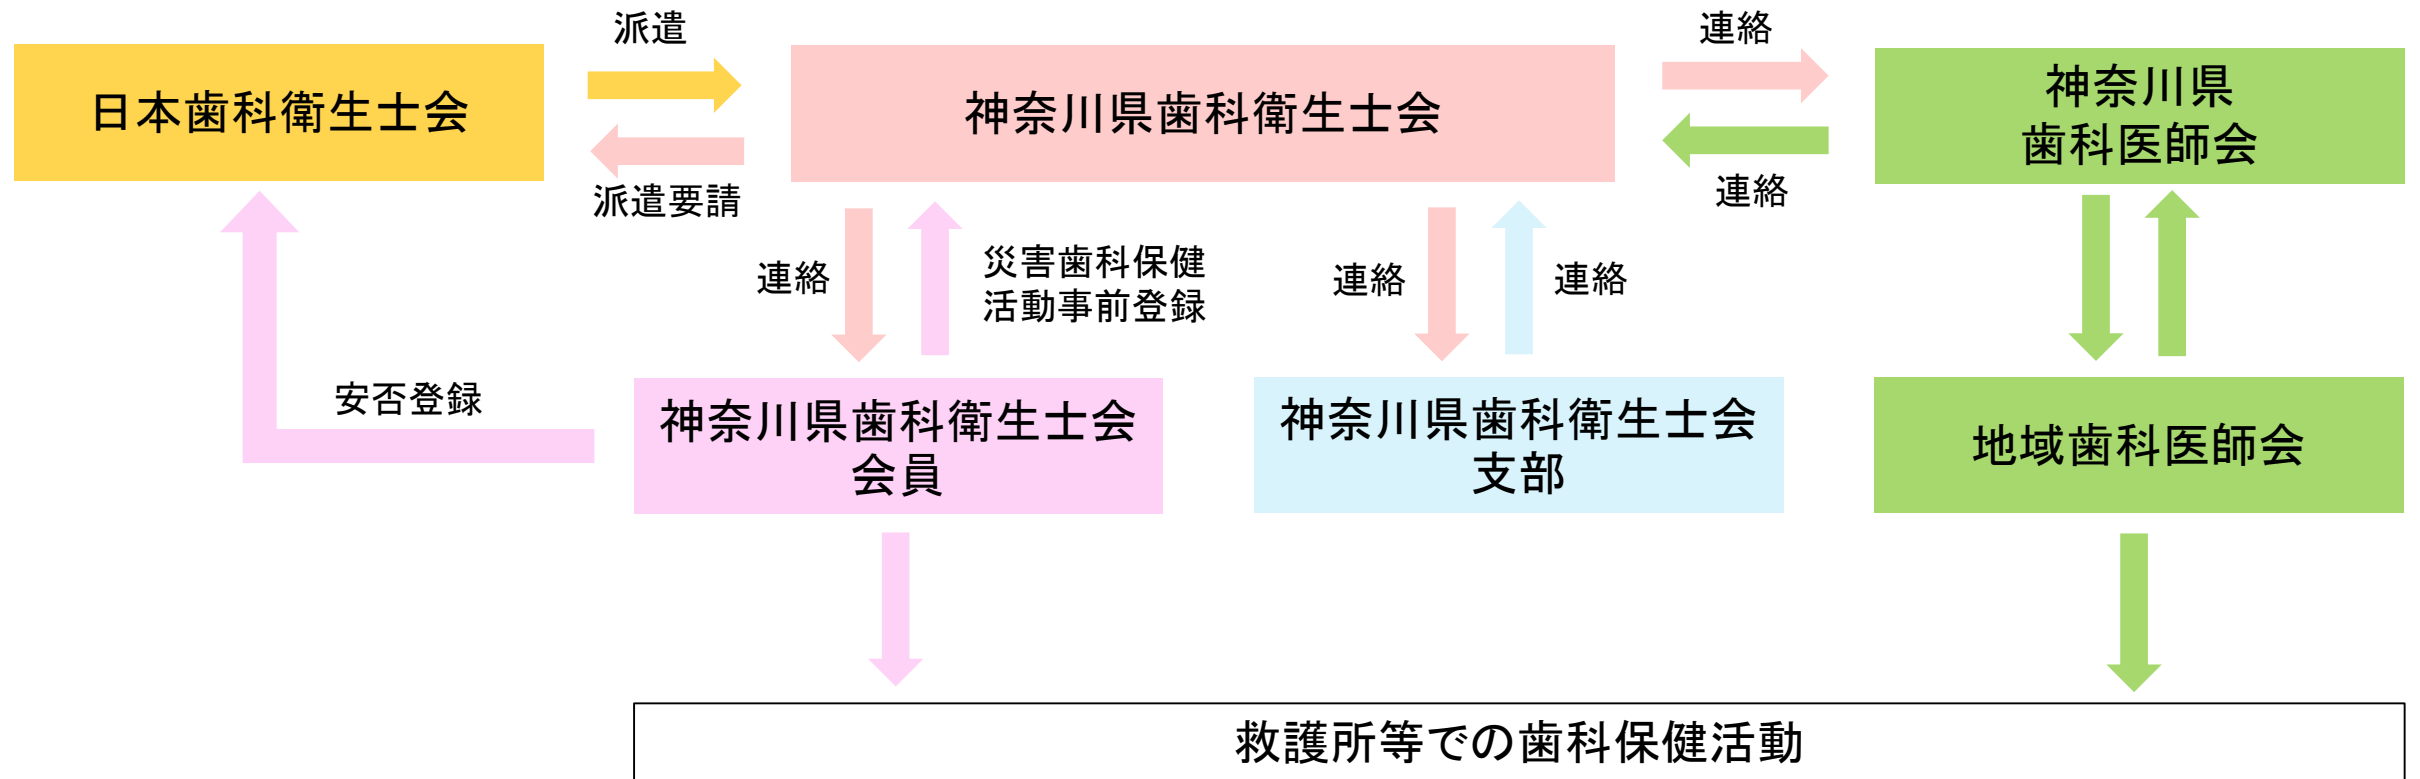 派遣
連絡
日本歯科衛生士会
神奈川県歯科衛生士会
神奈川県
歯科医師会
派遣要請
連絡
連絡
災害歯科保健
活動事前登録
連絡
連絡
安否登録
神奈川県歯科衛生士会
会員
神奈川県歯科衛生士会
支部
地域歯科医師会
救護所等での歯科保健活動